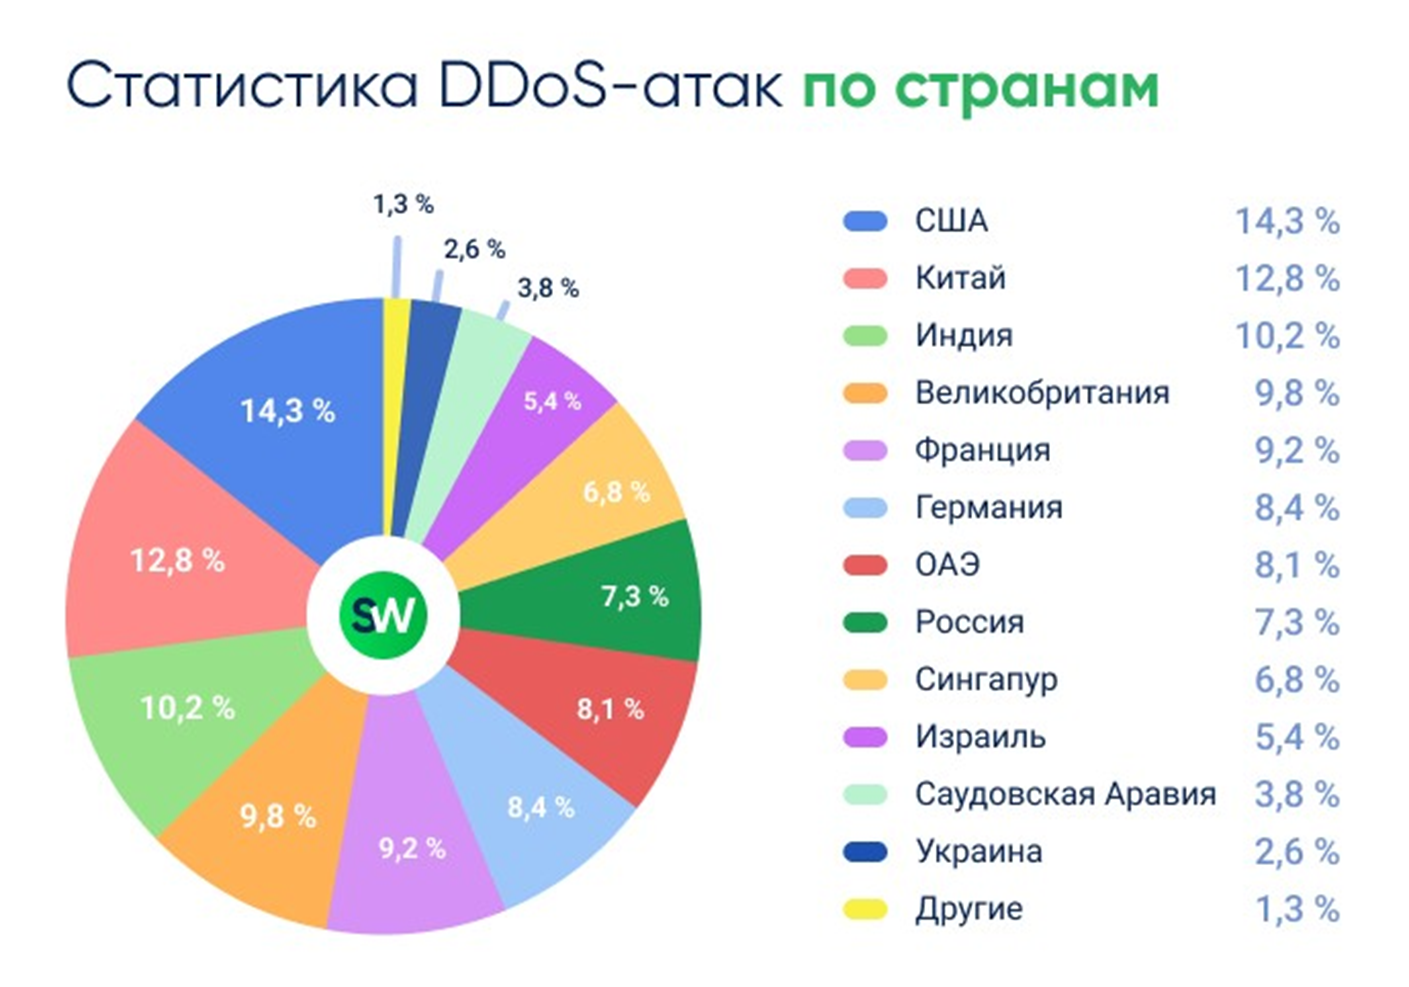 Статистика DDoS-атак по странам
1,3 %
2,6 %
3,8 %
5,4 %
6,8 %
7,3 %
8,1 %
8,4 %
9,2 %
9,8 %
10,2 %
12,8 %
14,3 %
SW
США 14,3 %
Китай 12,8 %
Индия 10,2 %
Великобритания 9,8 %
Франция 9,2 %
Германия 8,4 %
ОАЭ 8,1 %
Россия 7,3 %
Сингапур 6,8 %
Израиль 5,4 %
Саудовская Аравия 3,8 %
Украина 2,6 %
Другие 1,3 %